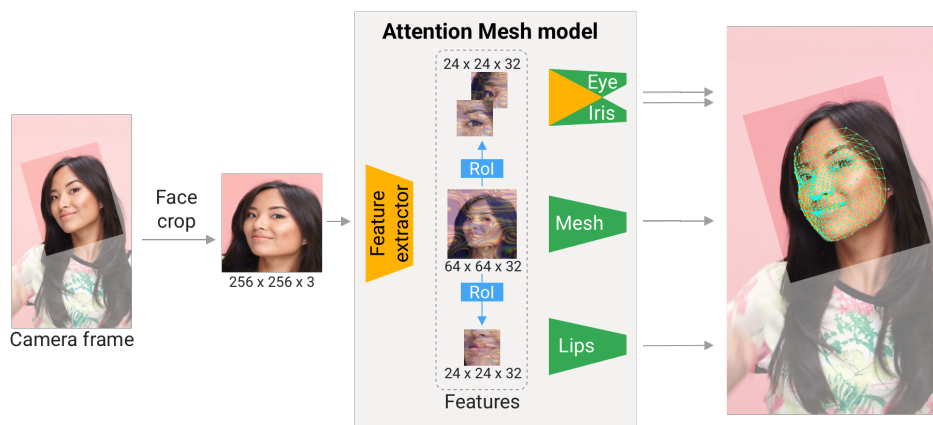 Attention Mesh model
24 x 24 x 32
Eye
Iris
RoI
Face
crop
Feature
extractor
Mesh
256 x 256 x 3
64 x 64 x 32
RoI
Camera frame
Lips
24 x 24 x 32
Features